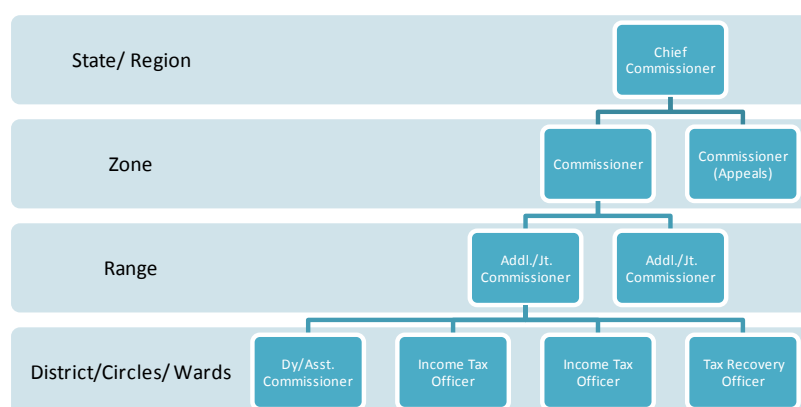 State/ Region
Chief
Commissioner
Zone
Commissioner
Commissioner
(Appeals)
Range
Addl./Jt.
Commissioner
Addl./Jt.
Commissioner
District/Circles/ Wards
Dy/Asst.
Commissioner
Income Tax
Officer
Income Tax
Officer
Tax Recovery
Officer